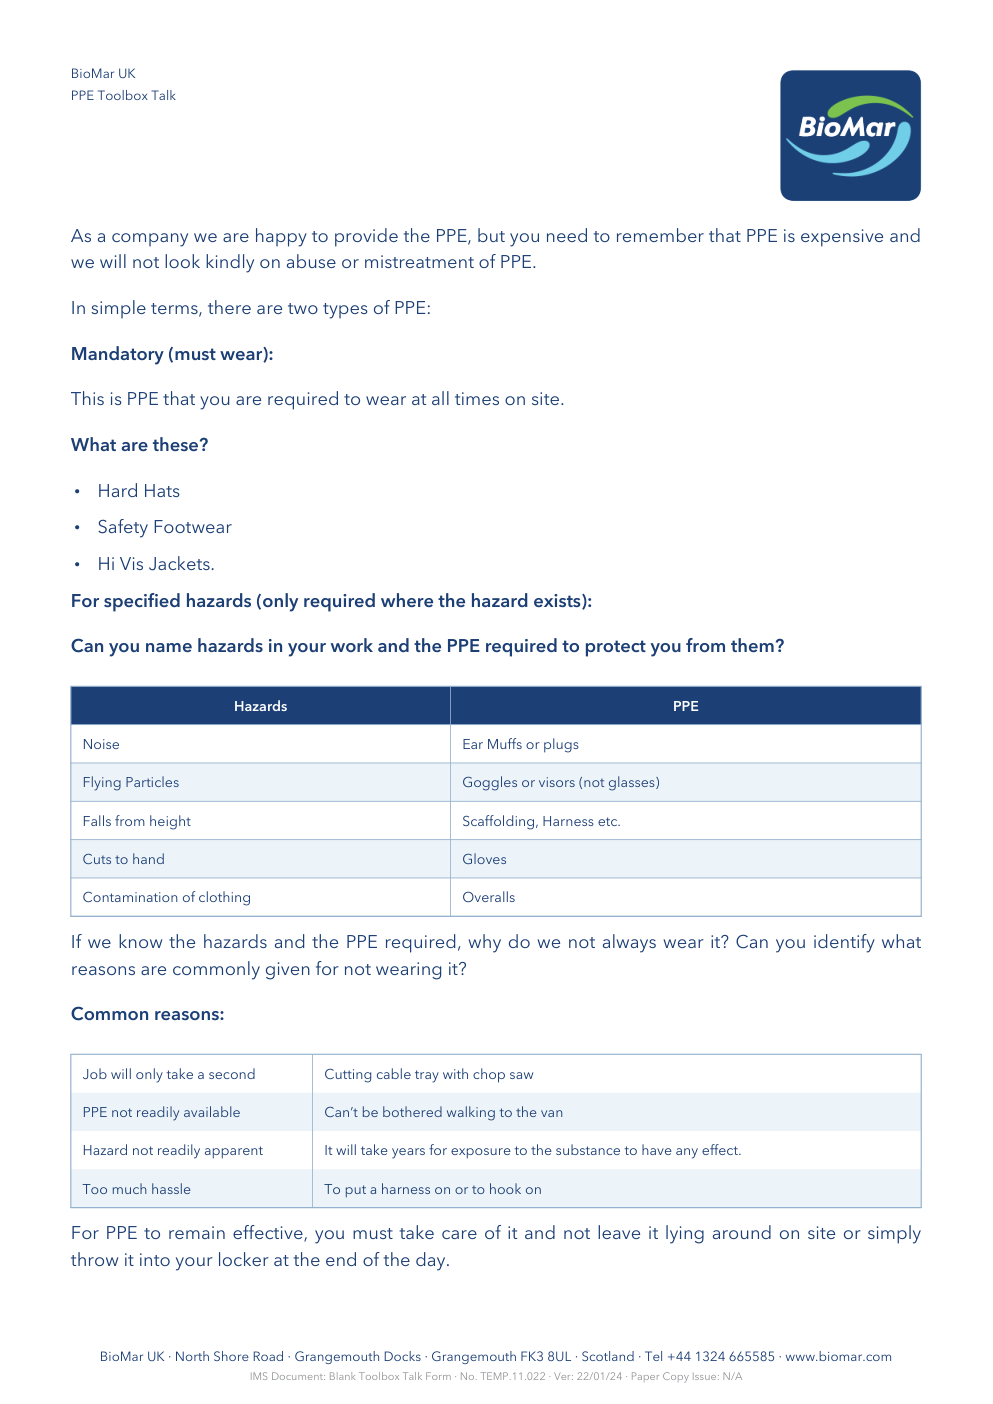 BioMar UK
PPE Toolbox Talk
BioMar
As a company we are happy to provide the PPE, but you need to remember that PPE is expensive and
we will not look kindly on abuse or mistreatment of PPE.
In simple terms, there are two types of PPE:
Mandatory (must wear):
This is PPE that you are required to wear at all times on site.
What are these?
• Hard Hats
• Safety Footwear
• Hi Vis Jackets.
For specified hazards (only required where the hazard exists):
Can you name hazards in your work and the PPE required to protect you from them?
Hazards PPE
Noise Ear Muffs or plugs
Flying Particles Goggles or visors (not glasses)
Falls from height Scaffolding, Harness etc.
Cuts to hand Gloves
Contamination of clothing Overalls
If we know the hazards and the PPE required, why do we not always wear it? Can you identify what
reasons are commonly given for not wearing it?
Common reasons:
Job will only take a second Cutting cable tray with chop saw
PPE not readily available Can't be bothered walking to the van
Hazard not readily apparent It will take years for exposure to the substance to have any effect.
Too much hassle To put a harness on or to hook on
For PPE to remain effective, you must take care of it and not leave it lying around on site or simply
throw it into your locker at the end of the day.
BioMar UK · North Shore Road · Grangemouth Docks · Grangemouth FK3 8UL · Scotland · Tel +44 1324 665585 · www.biomar.com
IMS Document: Blank Toolbox Talk Form · No. TEMP.11.022 · Ver: 22/01/24 · Paper Copy Issue: N/A